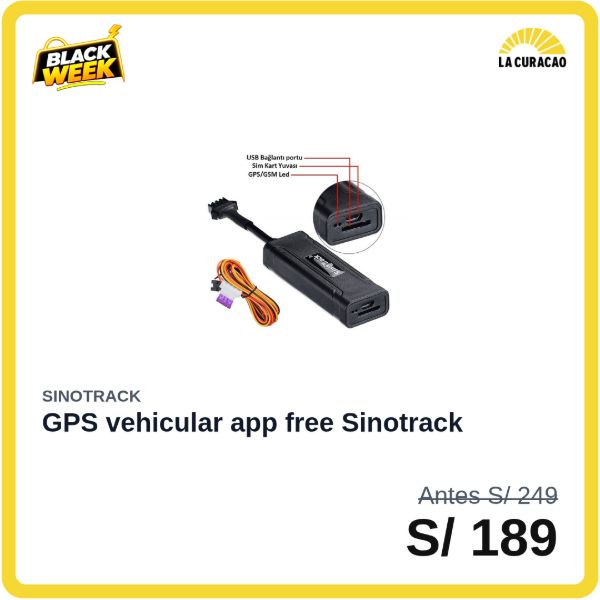 BLACK
WEEK
LA CURACAO
USB Bağlantı portu
Sim Kart Yuvası
GPS/GSM Led
SINOTRACK
GPS vehicular app free Sinotrack
Antes S/ 249
S/ 189